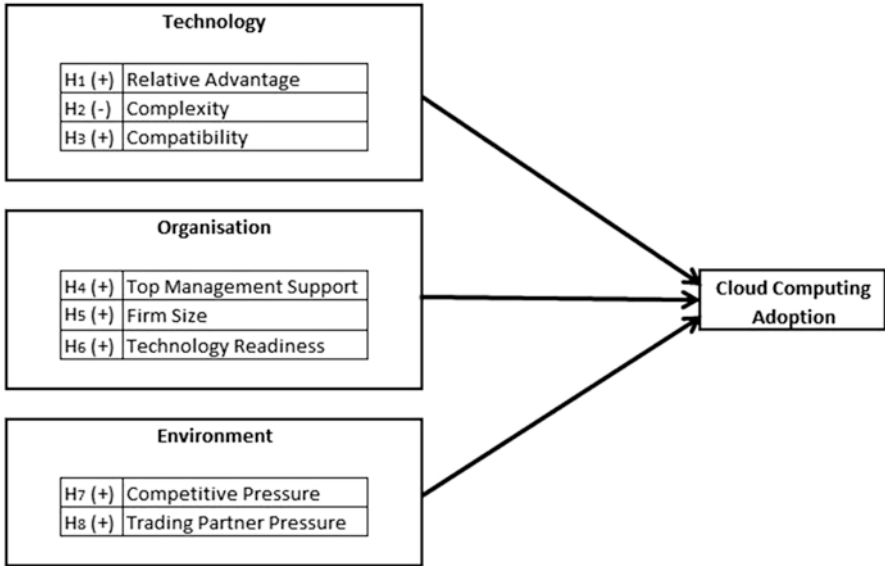 Technology
H1 (+) Relative Advantage
H2 (-) Complexity
H3 (+) Compatibility
Organisation
H4 (+) Top Management Support
H5 (+) Firm Size
H6 (+) Technology Readiness
Cloud Computing
Adoption
Environment
H7 (+) Competitive Pressure
H8 (+) Trading Partner Pressure